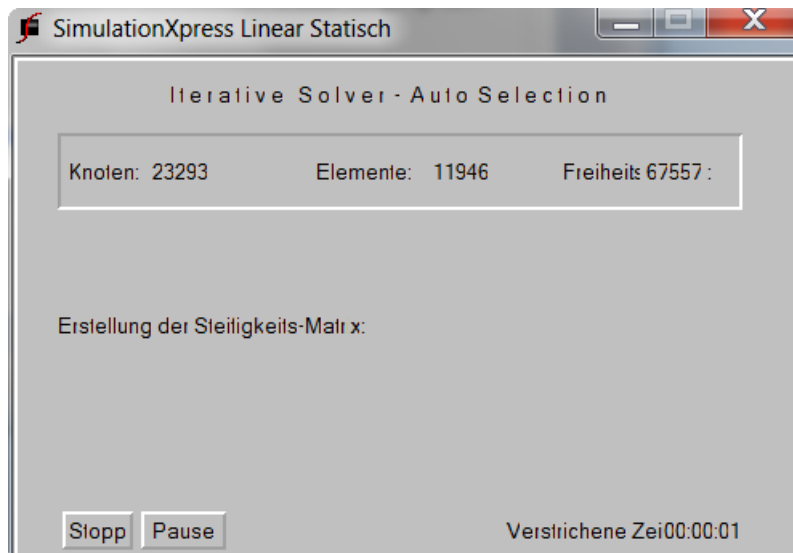 SimulationXpress Linear Statisch
Iterative Solver - Auto Selection
Knoten: 23293 Elemente: 11946 Freiheits 67557 :
Erstellung der Steifigkeits-Matrix:
Stopp Pause Verstrichene Zei00:00:01